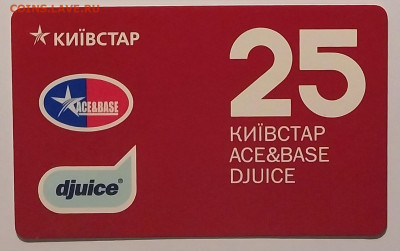 COINS.LAVE.RU
КИЇВСТАР
25
ACE&BASE
КИЇВСТАР
ACE&BASE
DJUICE
djuice®